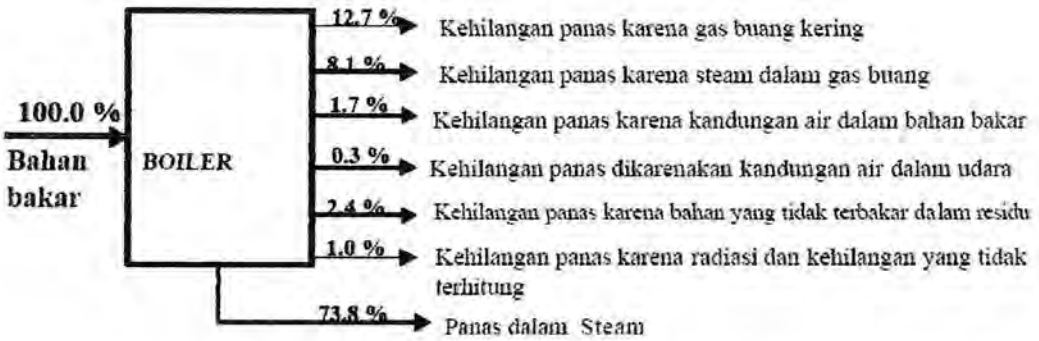 12.7 % Kehilangan panas karena gas buang kering
8.1 % Kehilangan panas karena steam dalam gas buang
100.0 %
1.7 % Kehilangan panas karena kandungan air dalam bahan bakar
Bahan
bakar
BOILER
0.3 % Kehilangan panas dikarenakan kandungan air dalam udara
2.4 % Kehilangan panas karena bahan yang tidak terbakar dalam residu
1.0 % Kehilangan panas karena radiasi dan kehilangan yang tidak
terhitung
73.8 % Panas dalam Steam